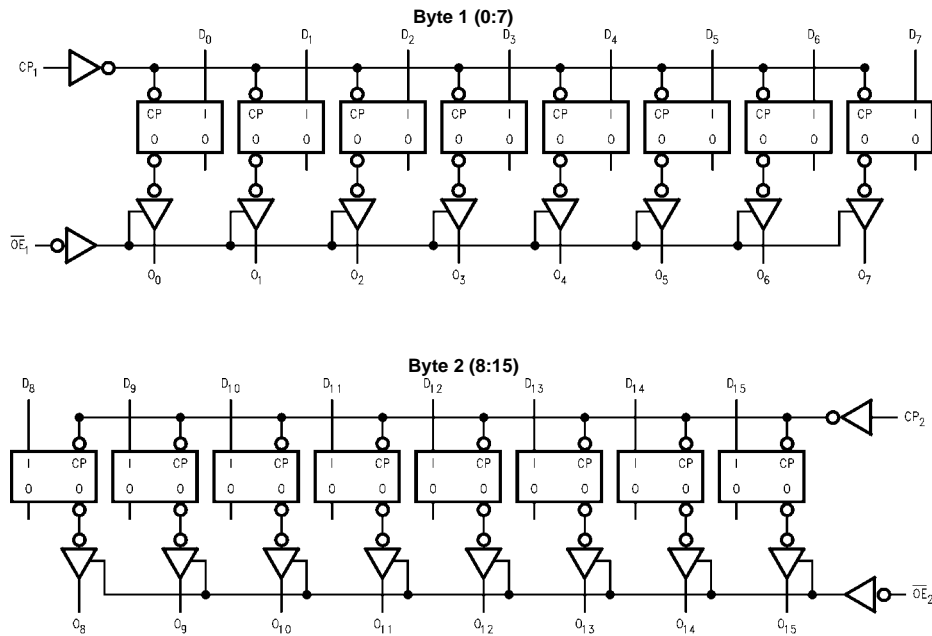 Byte 1 (0:7)
D0 D1 D2 D3 D4 D5 D6 D7
CP1
CP I CP I CP I CP I CP I CP I CP I CP I
O O O O O O O O O O O O O O O O
OE1
O0 O1 O2 O3 O4 O5 O6 O7
Byte 2 (8:15)
D8 D9 D10 D11 D12 D13 D14 D15
CP2
I CP I CP I CP I CP I CP I CP I CP I CP
O O O O O O O O O O O O O O O O
OE2
O8 O9 O10 O11 O12 O13 O14 O15